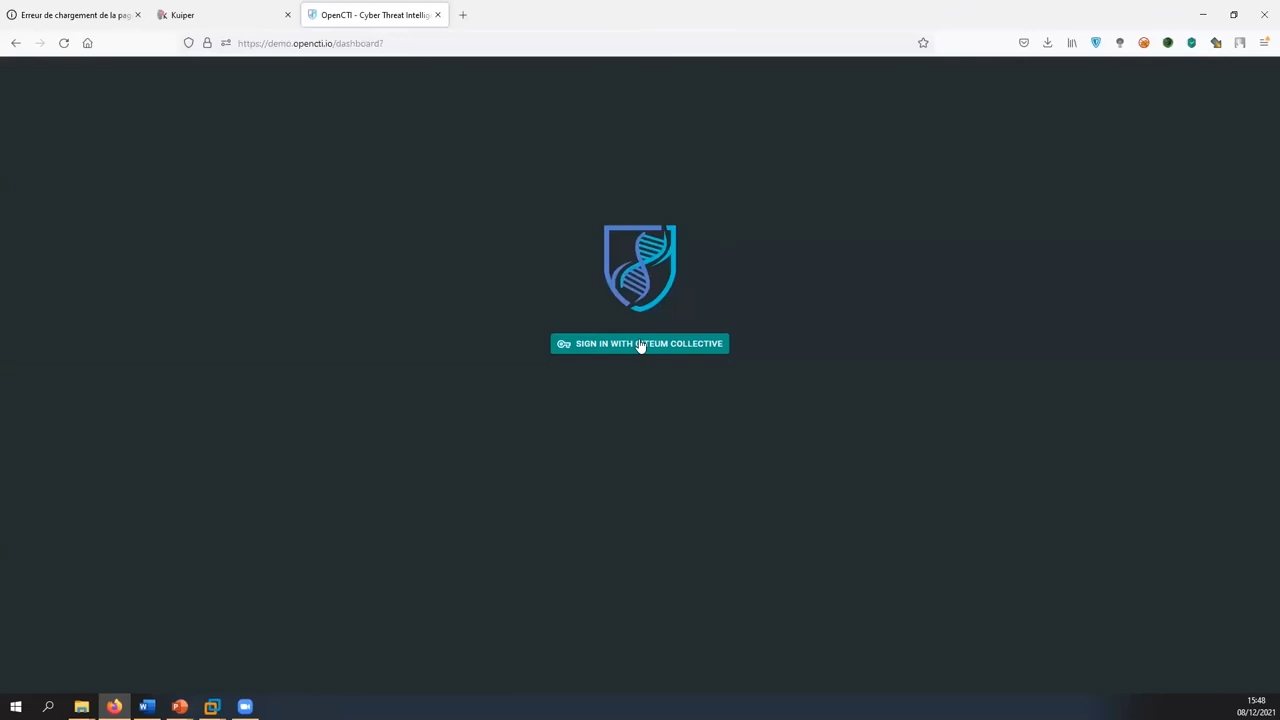 Erreur de chargement de la pag
Kuiper
OpenCTI - Cyber Threat Intellig
https://demo.opencti.io/dashboard?
SIGN IN WITH TEUM COLLECTIVE
15:48
08/12/2021